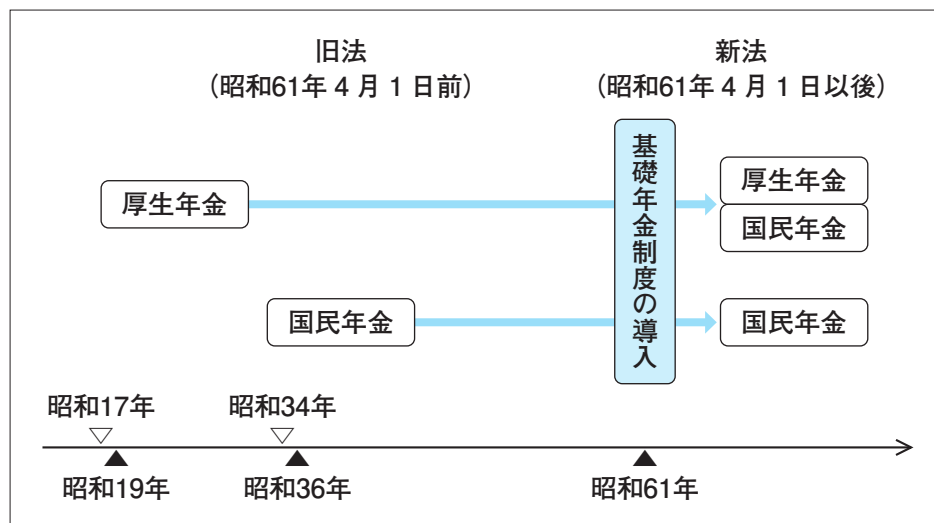 旧法
（昭和61年4月1日前）
新法
（昭和61年4月1日以後）
基礎年金制度の導入
厚生年金
厚生年金
国民年金
国民年金
国民年金
昭和17年
昭和34年
昭和19年
昭和36年
昭和61年